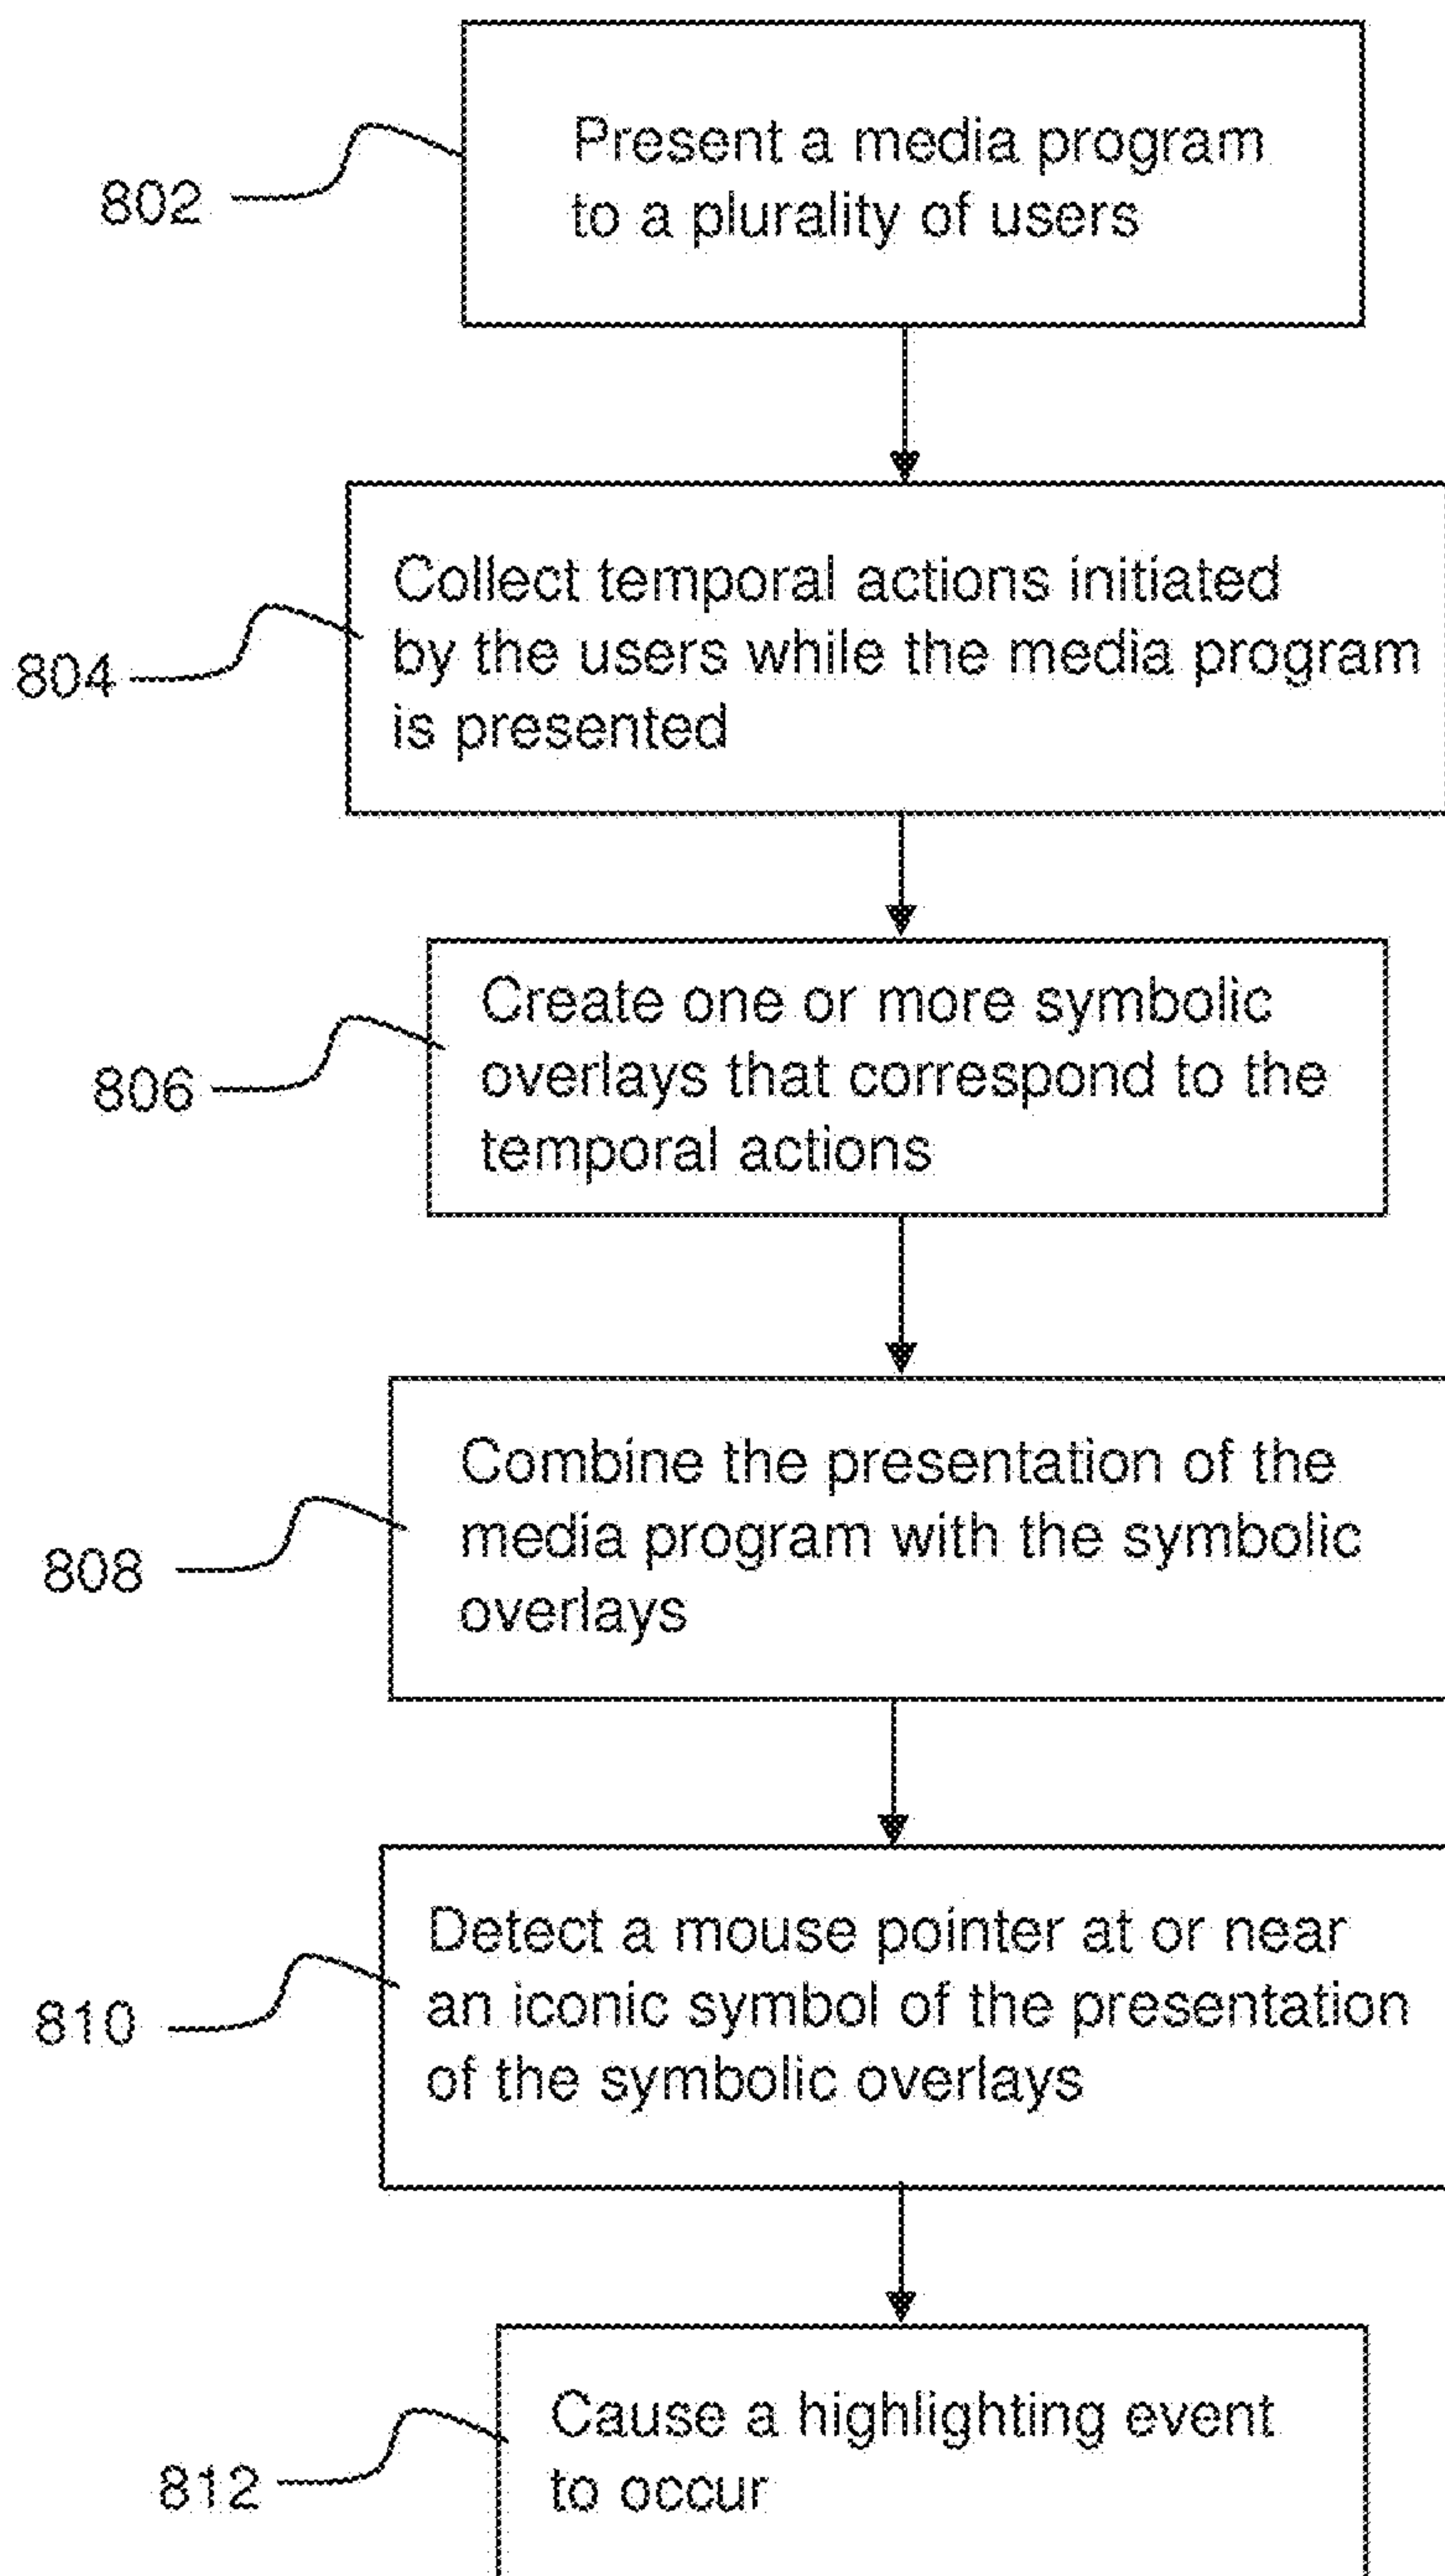 802
Present a media program
to a plurality of users
804
Collect temporal actions initiated
by the users while the media program
is presented
806
Create one or more symbolic
overlays that correspond to the
temporal actions
808
Combine the presentation of the
media program with the symbolic
overlays
810
Detect a mouse pointer at or near
an iconic symbol of the presentation
of the symbolic overlays
812
Cause a highlighting event
to occur